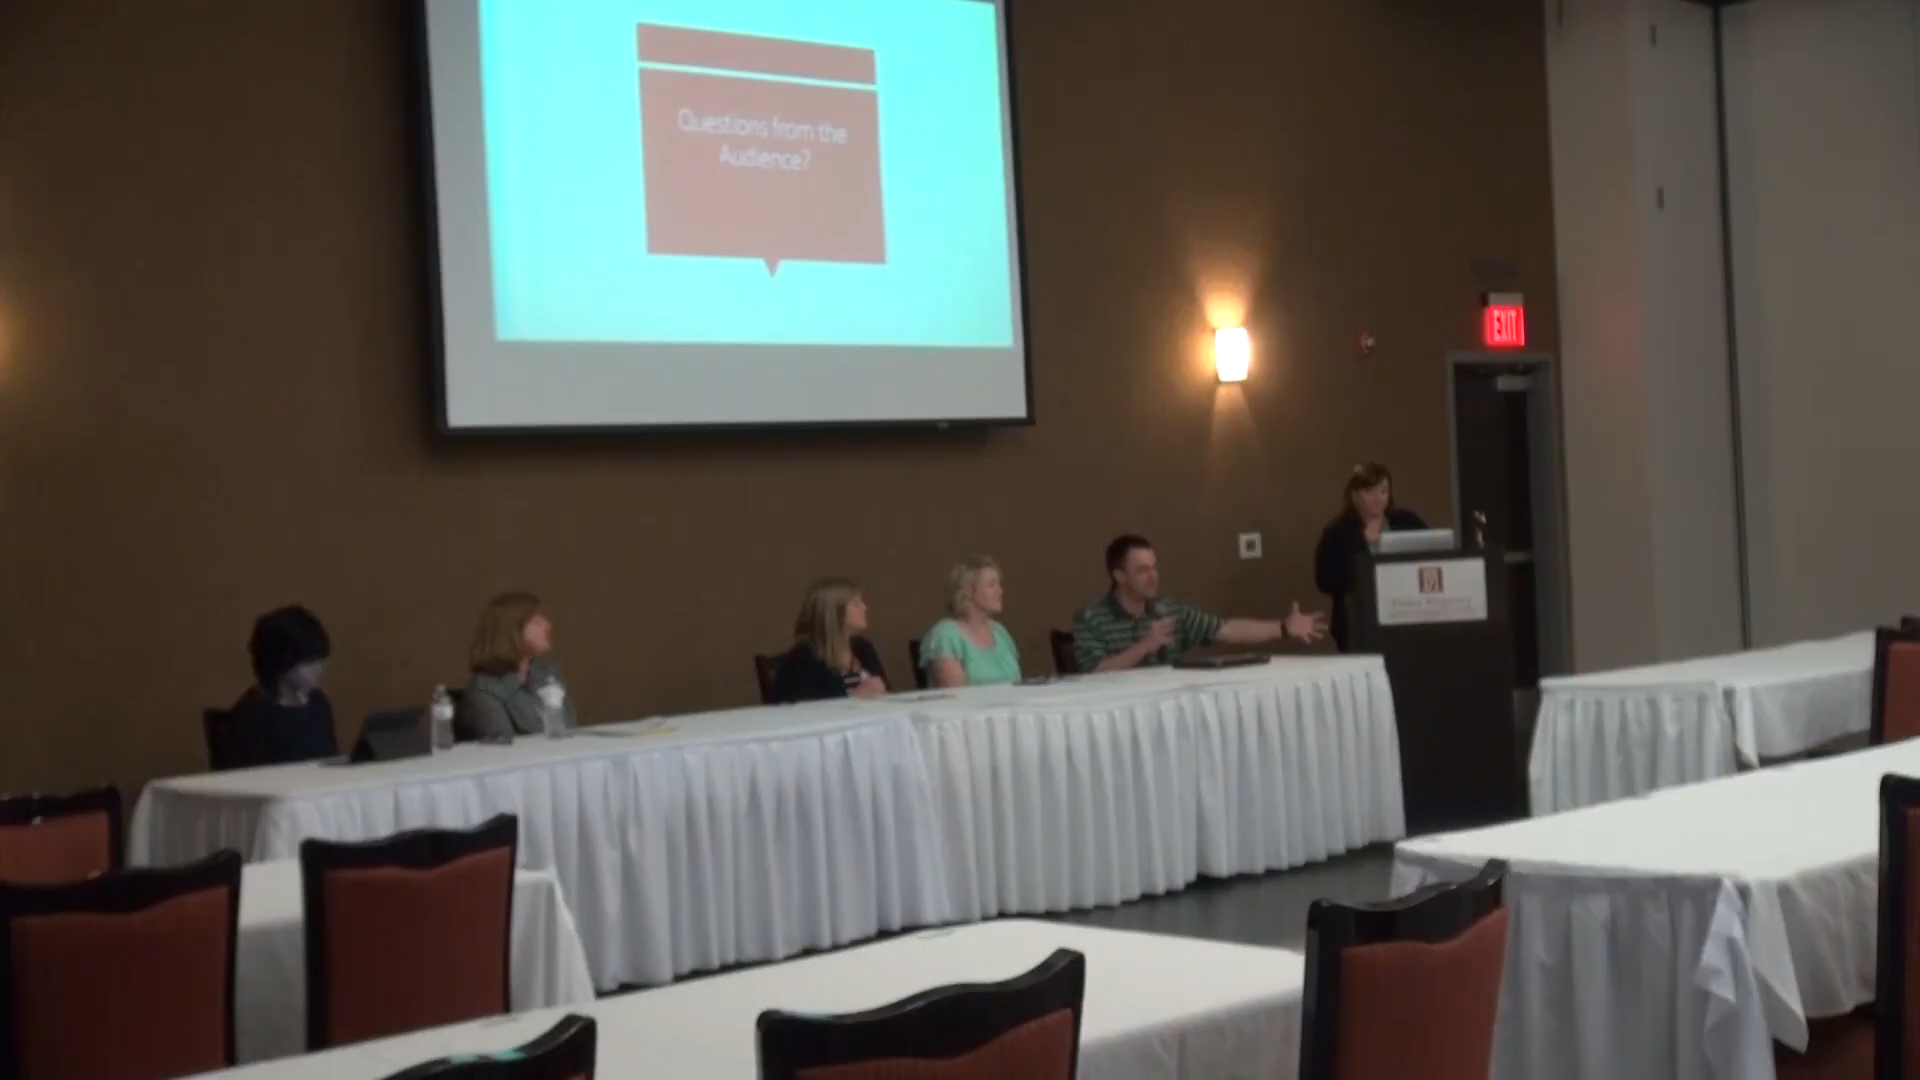 Questions from the
Audience?
EXIT